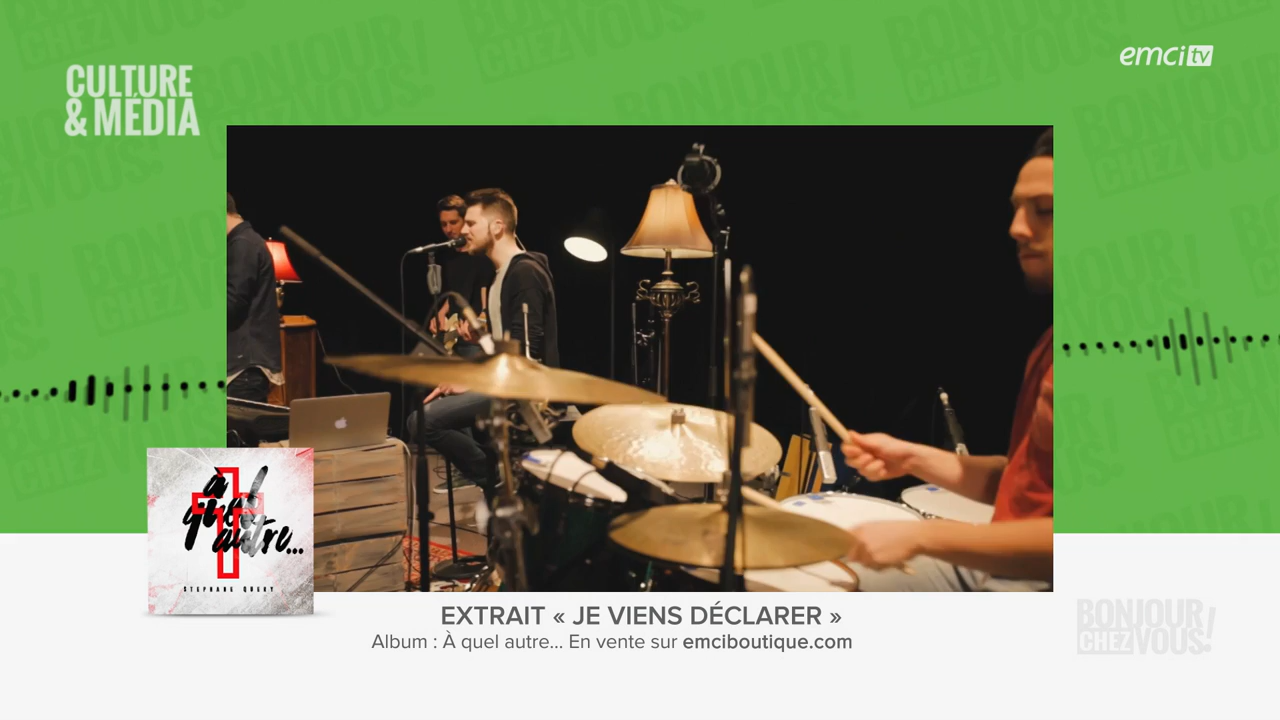 CULTURE
& MÉDIA
emci tv
à
quel
autre...
STEPHANE QUERY
EXTRAIT « JE VIENS DÉCLARER »
Album : À quel autre... En vente sur emciboutique.com
BONJOUR
CHEZ VOUS!